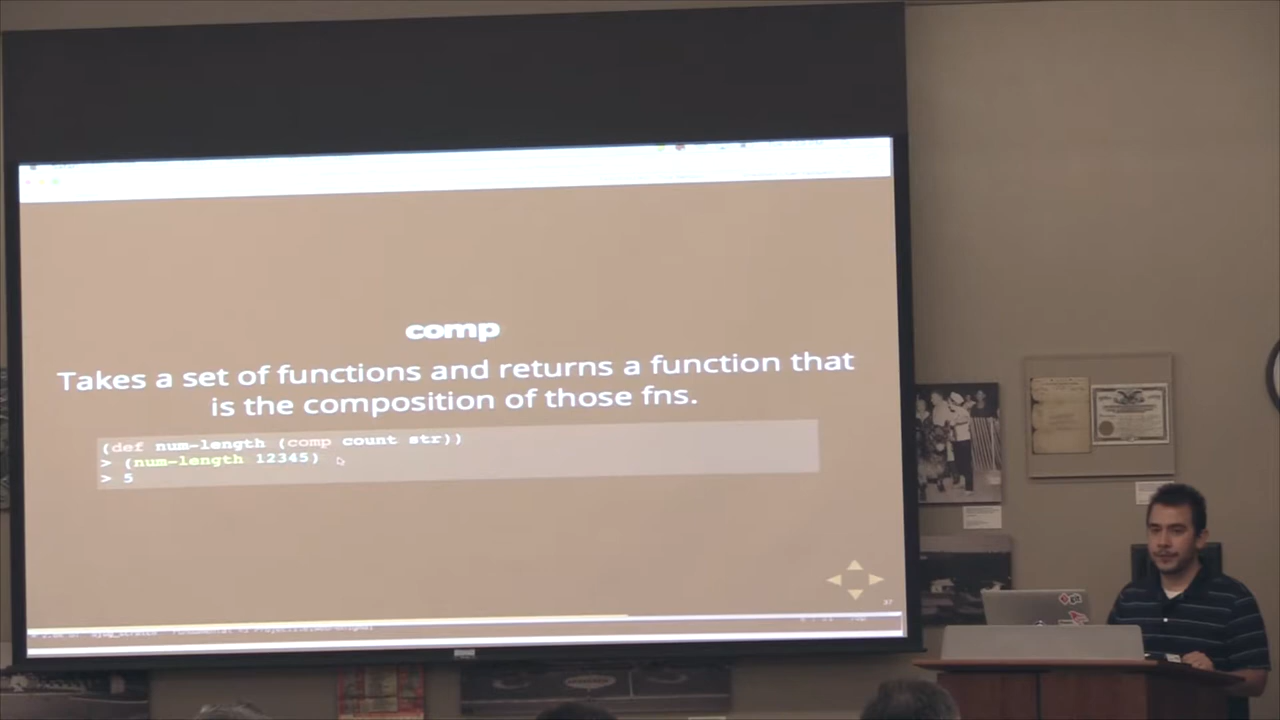 comp
Takes a set of functions and returns a function that
is the composition of those fns.
(def num-length (comp count str))
> (num-length 12345)
> 5
37